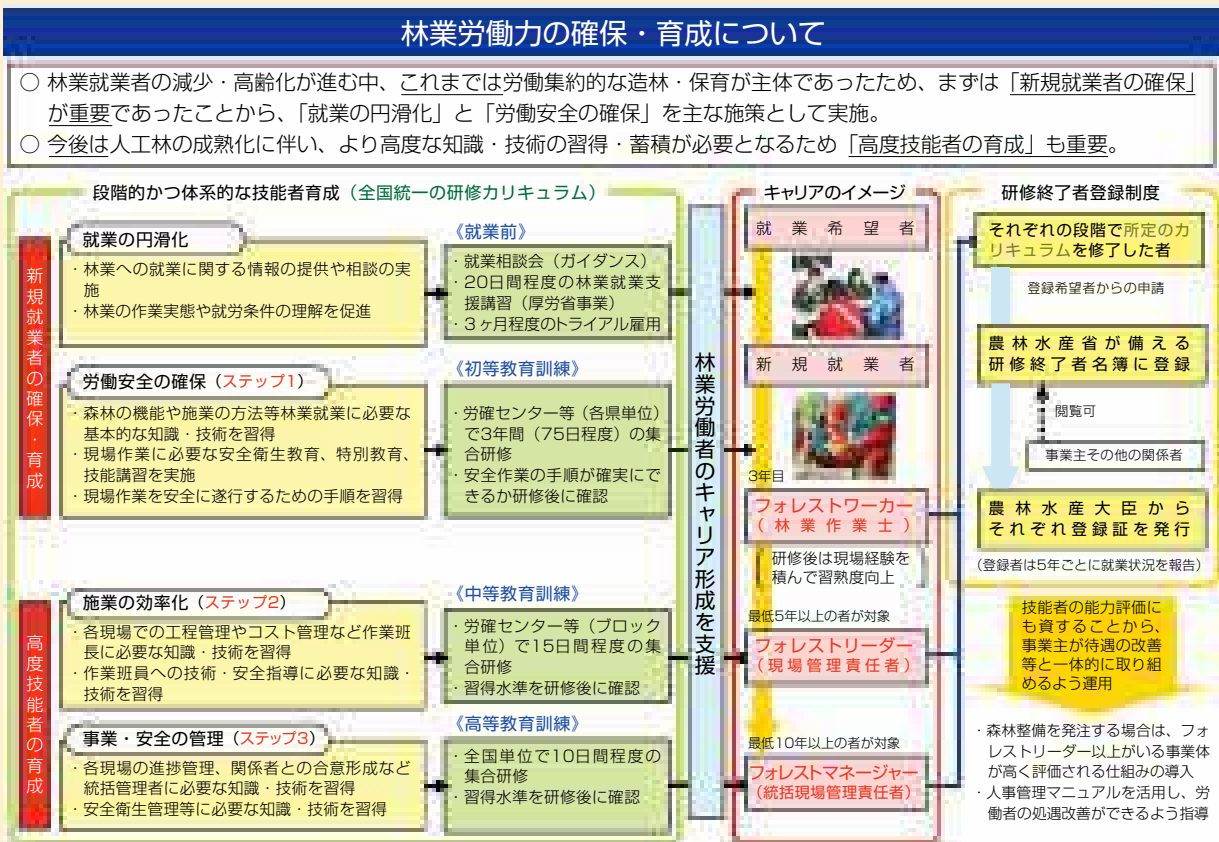 林業労働力の確保・育成について
○ 林業就業者の減少・高齢化が進む中、これまでは労働集約的な造林・保育が主体であったため、まずは「新規就業者の確保」
が重要であったことから、「就業の円滑化」と「労働安全の確保」を主な施策として実施。
○ 今後は人工林の成熟化に伴い、より高度な知識・技術の習得・蓄積が必要となるため「高度技能者の育成」も重要。
段階的かつ体系的な技能者育成（全国統一の研修カリキュラム）
新規就業者の確保・育成
就業の円滑化
・林業への就業に関する情報の提供や相談の実
施
・林業の作業実態や就労条件の理解を促進
《就業前》
・就業相談会（ガイダンス）
・20日間程度の林業就業支
援講習（厚労省事業）
・３ヶ月程度のトライアル雇用
労働安全の確保（ステップ1）
・森林の機能や施業の方法等林業就業に必要な
基本的な知識・技術を習得
・現場作業に必要な安全衛生教育、特別教育、
技能講習を実施
・現場作業を安全に遂行するための手順を習得
《初等教育訓練》
・労確センター等（各県単位）
で3年間（75日程度）の集
合研修
・安全作業の手順が確実にで
きるか研修後に確認
高度技能者の育成
施業の効率化（ステップ2）
・各現場での工程管理やコスト管理など作業班
長に必要な知識・技術を習得
・作業班員への技術・安全指導に必要な知識・
技術を習得
《中等教育訓練》
・労確センター等（ブロック
単位）で15日間程度の集
合研修
・習得水準を研修後に確認
事業・安全の管理（ステップ3）
・各現場の進捗管理、関係者との合意形成など
統括管理者に必要な知識・技術を習得
・安全衛生管理等に必要な知識・技術を習得
《高等教育訓練》
・全国単位で10日間程度の
集合研修
・習得水準を研修後に確認
林業労働者のキャリア形成を支援
キャリアのイメージ
就業希望者
新規就業者
3年目
フォレストワーカー
（林業作業士）
研修後は現場経験を
積んで習熟度向上
最低5年以上の者が対象
フォレストリーダー
（現場管理責任者）
最低10年以上の者が対象
フォレストマネージャー
（統括現場管理責任者）
研修終了者登録制度
それぞれの段階で所定のカ
リキュラムを修了した者
登録希望者からの申請
農林水産省が備える
研修終了者名簿に登録
閲覧可
事業主その他の関係者
農林水産大臣から
それぞれ登録証を発行
（登録者は5年ごとに就業状況を報告）
技能者の能力評価に
も資することから、
事業主が待遇の改善
等と一体的に取り組
めるよう運用
・森林整備を発注する場合は、フォ
レストリーダー以上がいる事業体
が高く評価される仕組みの導入
・人事管理マニュアルを活用し、労
働者の処遇改善ができるよう指導